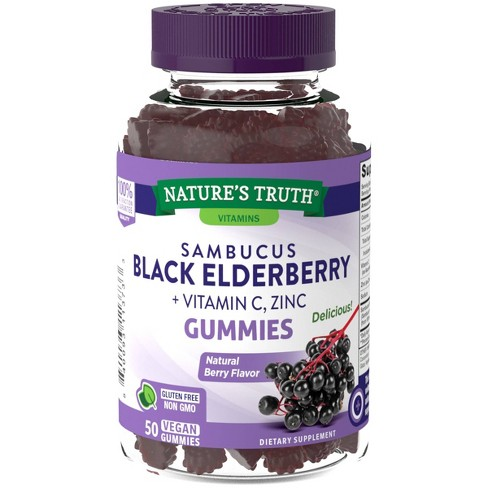 100%
NATURE'S TRUTH®
VITAMINS
SAMBUCUS
BLACK ELDERBERRY
+ VITAMIN C, ZINC
GUMMIES
Delicious!
Natural
Berry Flavor
GLUTEN FREE
NON GMO
50 VEGAN
GUMMIES
DIETARY SUPPLEMENT